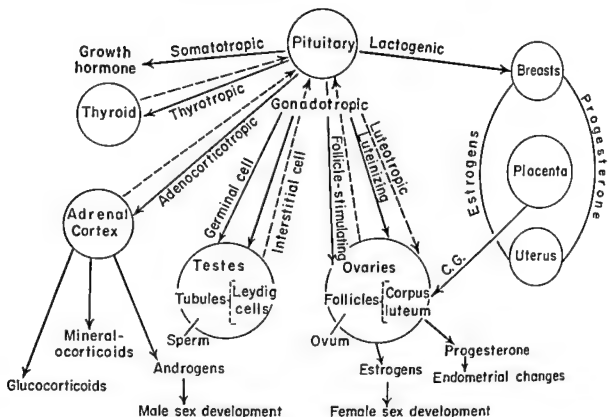 Pituitary
Somatotropic
Growth
hormone
Lactogenic
Breasts
Thyroid
Thyrotropic
Gonadotropic
Adenocorticotropic
Progesterone
Estrogens
Placenta
Uterus
Germinal cell
Interstitial cell
Follicle-stimulating
Luteinizing
Luteotropic
C.G.
Adrenal
Cortex
Testes
Tubules
Leydig
cells
Sperm
Ovaries
Follicles
Corpus
luteum
Ovum
Mineral-
ocorticoids
Glucocorticoids
Androgens
Male sex development
Estrogens
Female sex development
Progesterone
Endometrial changes